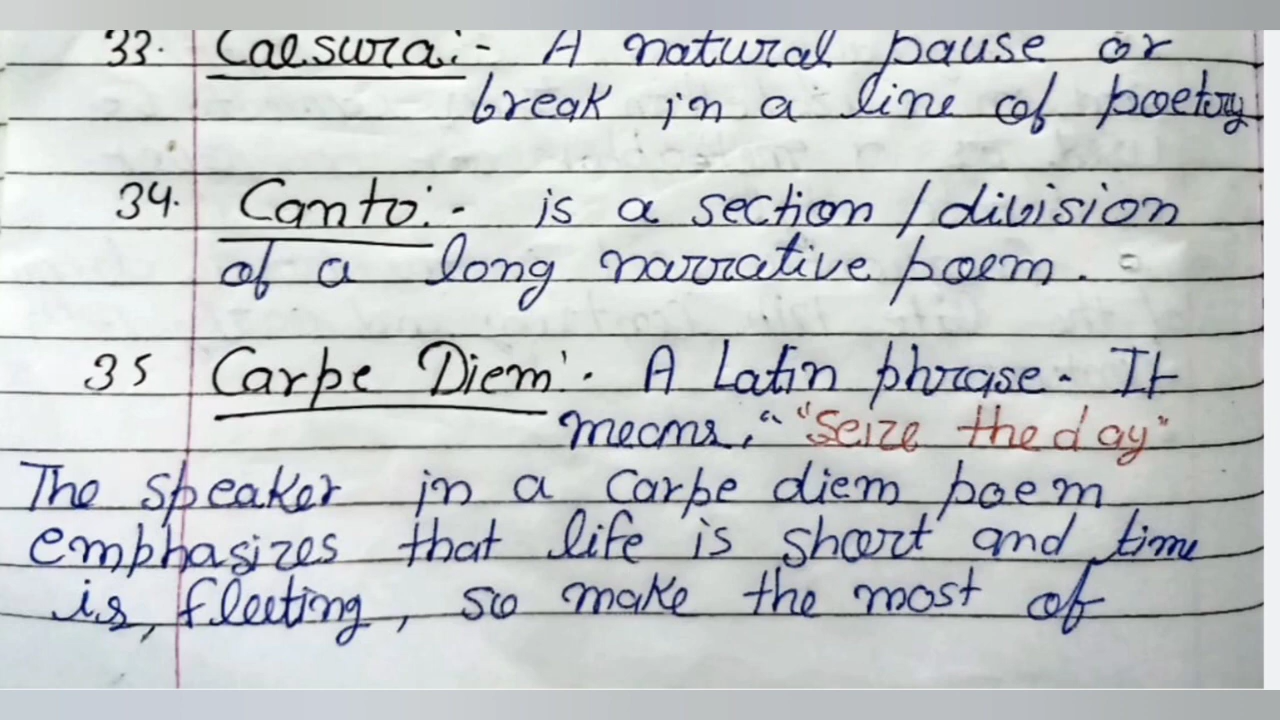 33. Caesura:- A natural pause or
break in a line of poetry
34. Canto:- is a section / division
of a long narrative poem.
35 Carpe Diem:- A Latin phrase. It
means, " "Seize the day"
The speaker in a carpe diem poem
emphasizes that life is short and time
is, fleeting, so make the most of